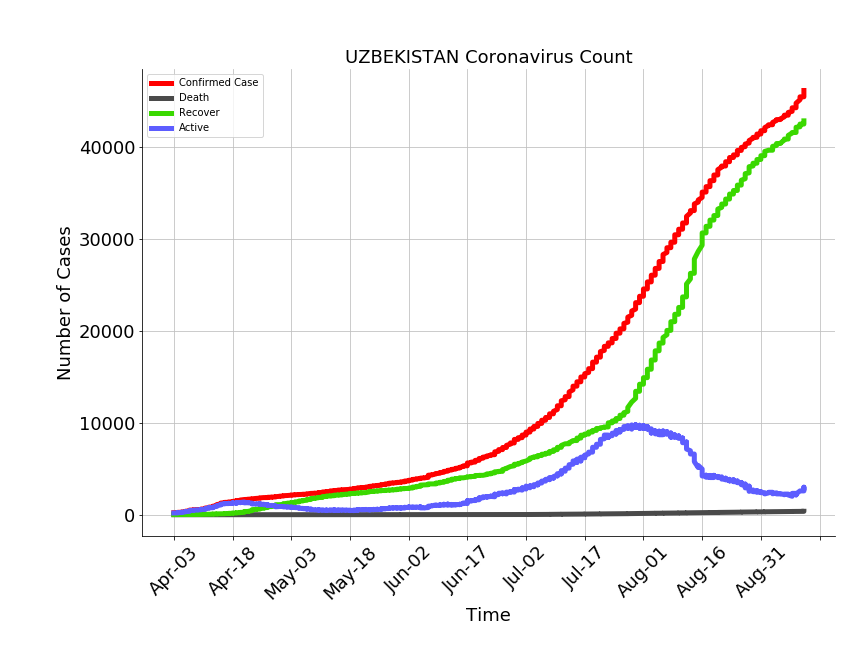 UZBEKISTAN Coronavirus Count
Confirmed Case
Death
Recover
Active
Number of Cases
40000
30000
20000
10000
0
Apr-03
Apr-18
May-03
May-18
Jun-02
Jun-17
Jul-02
Jul-17
Aug-01
Aug-16
Aug-31
Time